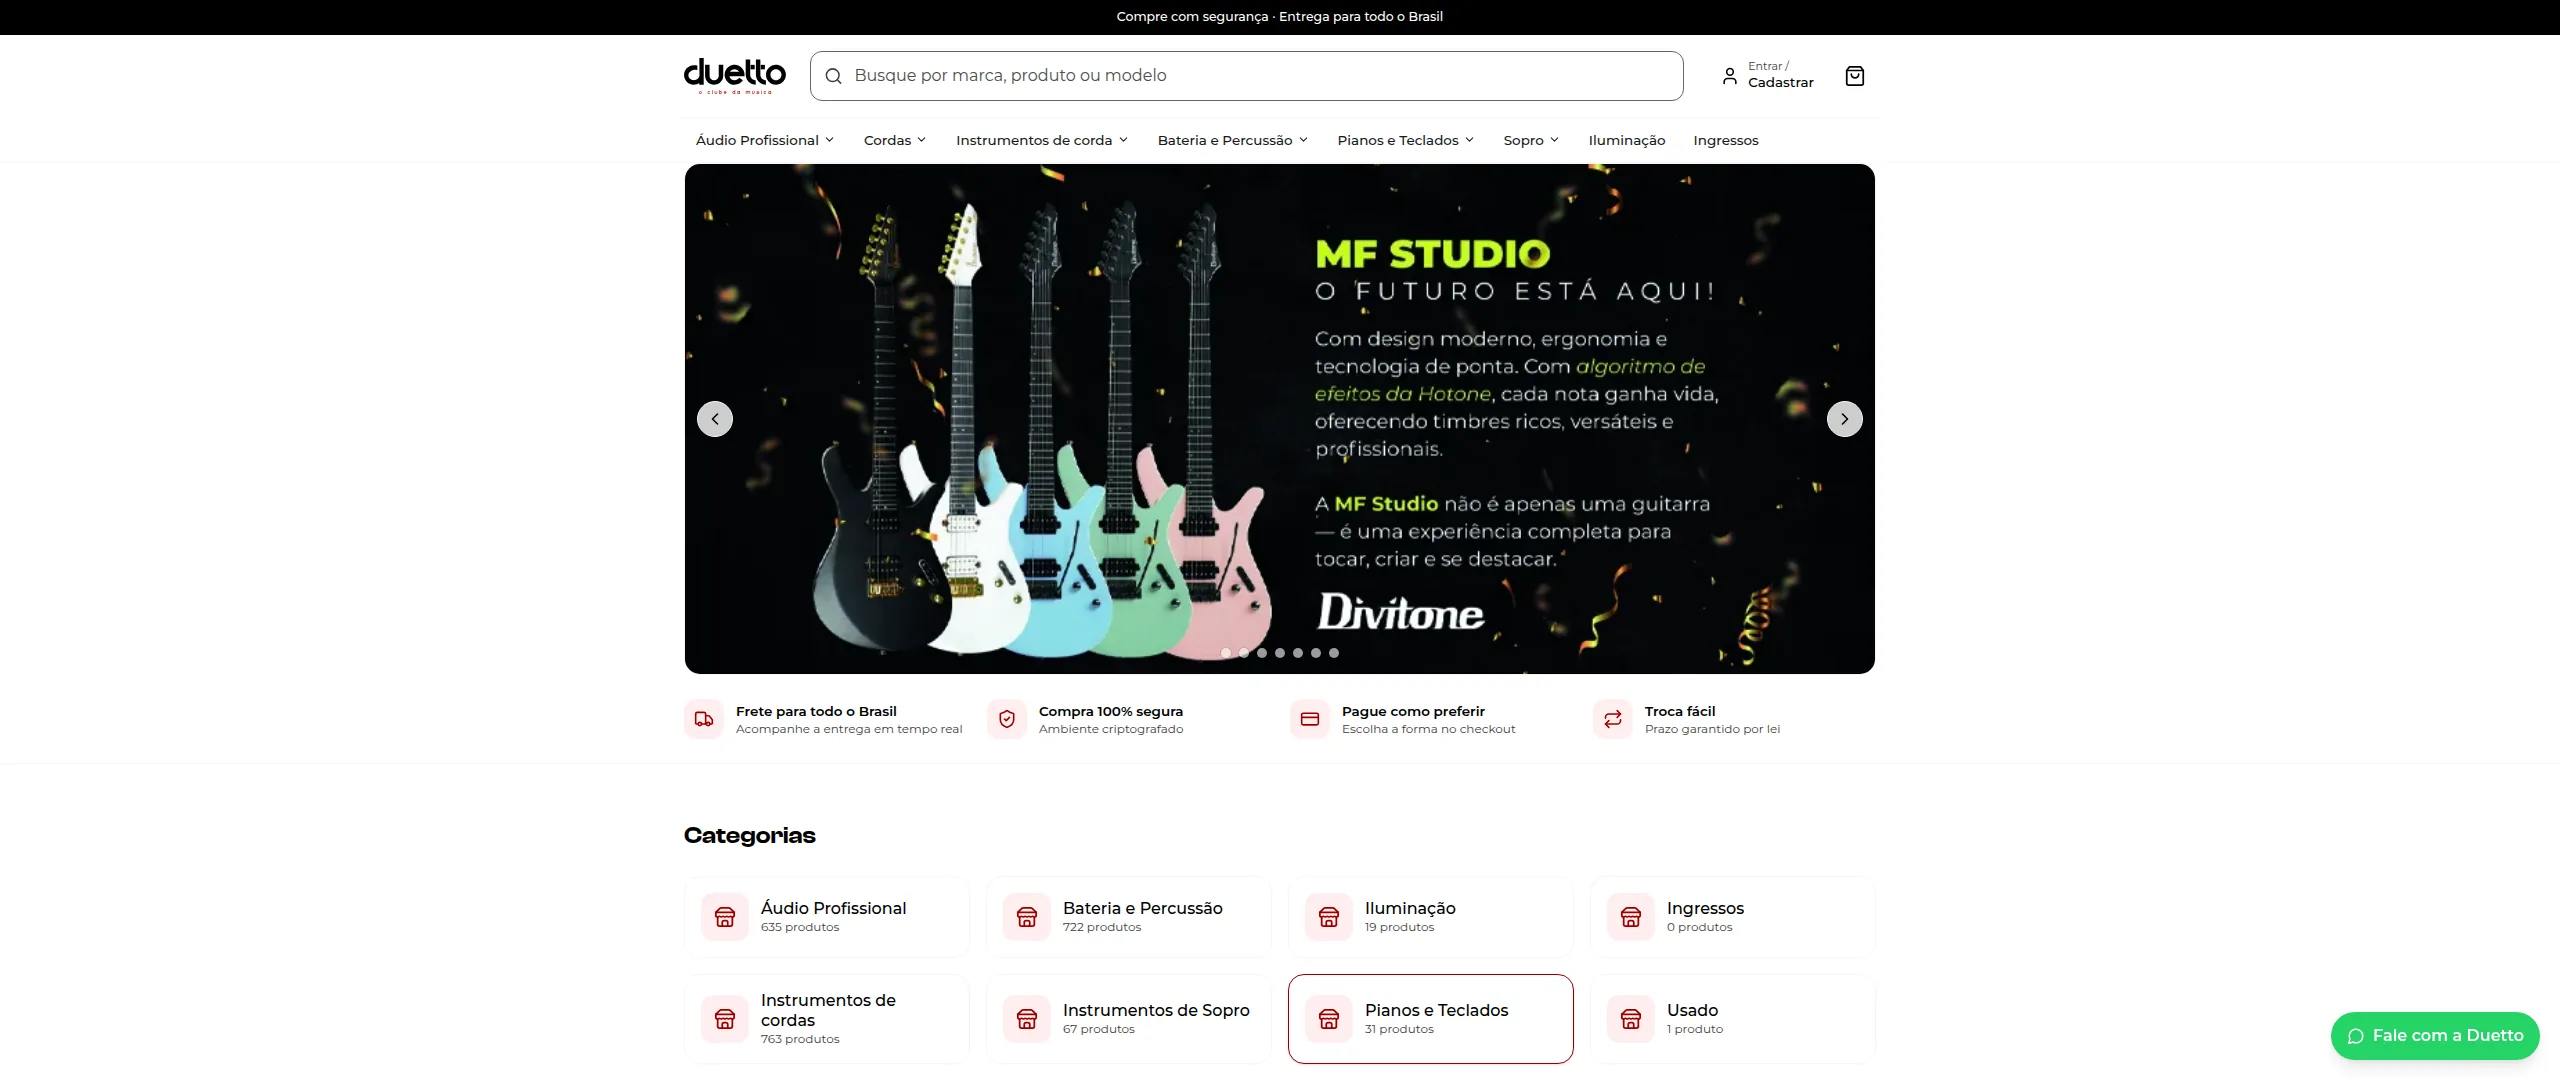 Compre com segurança · Entrega para todo o Brasil
duetto
o clube da música
Busque por marca, produto ou modelo
Entrar /
Cadastrar
Áudio Profissional
Cordas
Instrumentos de corda
Bateria e Percussão
Pianos e Teclados
Sopro
Iluminação
Ingressos
MF STUDIO
O FUTURO ESTÁ AQUI!
Com design moderno, ergonomia e
tecnologia de ponta. Com algoritmo de
efeitos da Hotone, cada nota ganha vida,
oferecendo timbres ricos, versáteis e
profissionais.
A MF Studio não é apenas uma guitarra
— é uma experiência completa para
tocar, criar e se destacar.
Divitone
Frete para todo o Brasil
Acompanhe a entrega em tempo real
Compra 100% segura
Ambiente criptografado
Pague como preferir
Escolha a forma no checkout
Troca fácil
Prazo garantido por lei
Categorias
Áudio Profissional
635 produtos
Bateria e Percussão
722 produtos
Iluminação
19 produtos
Ingressos
0 produtos
Instrumentos de
cordas
763 produtos
Instrumentos de Sopro
67 produtos
Pianos e Teclados
31 produtos
Usado
1 produto
Fale com a Duetto